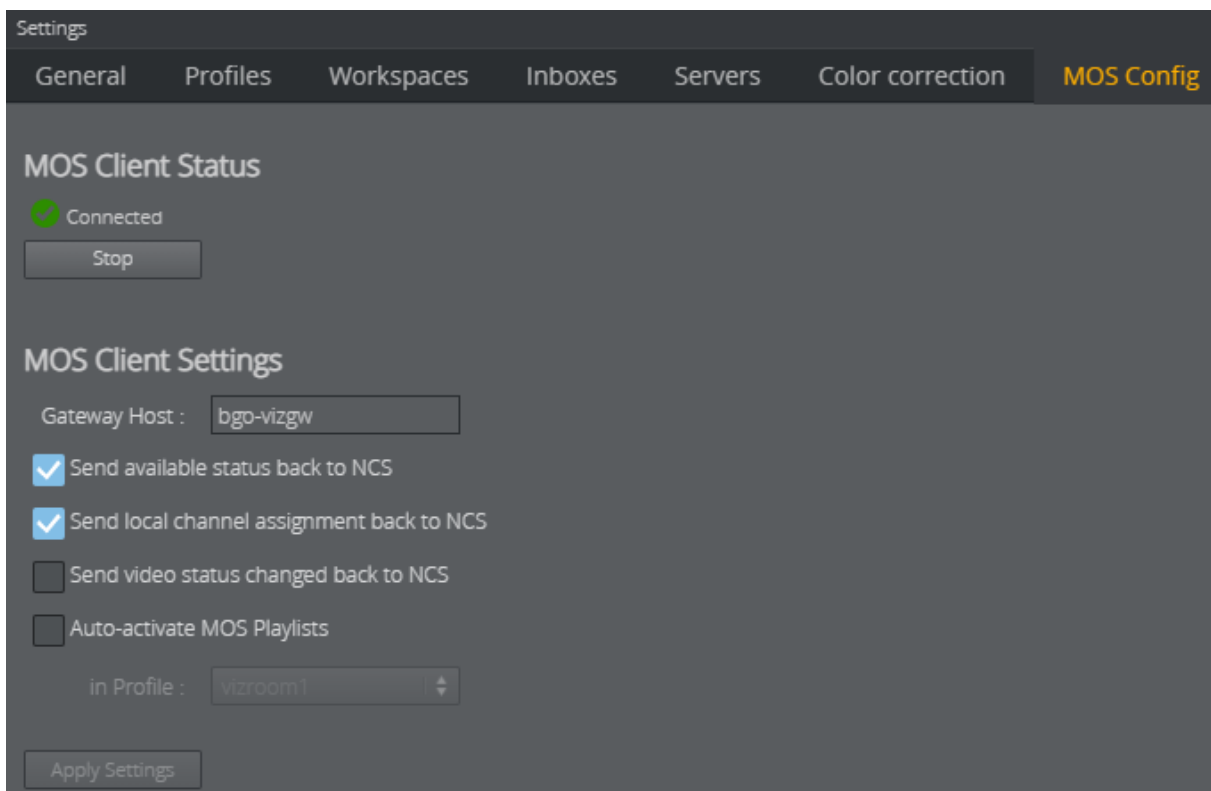 Settings
General Profiles Workspaces Inboxes Servers Color correction MOS Config
MOS Client Status
Connected
Stop
MOS Client Settings
Gateway Host : bgo-vizgw
Send available status back to NCS
Send local channel assignment back to NCS
Send video status changed back to NCS
Auto-activate MOS Playlists
in Profile : vizroom1
Apply Settings